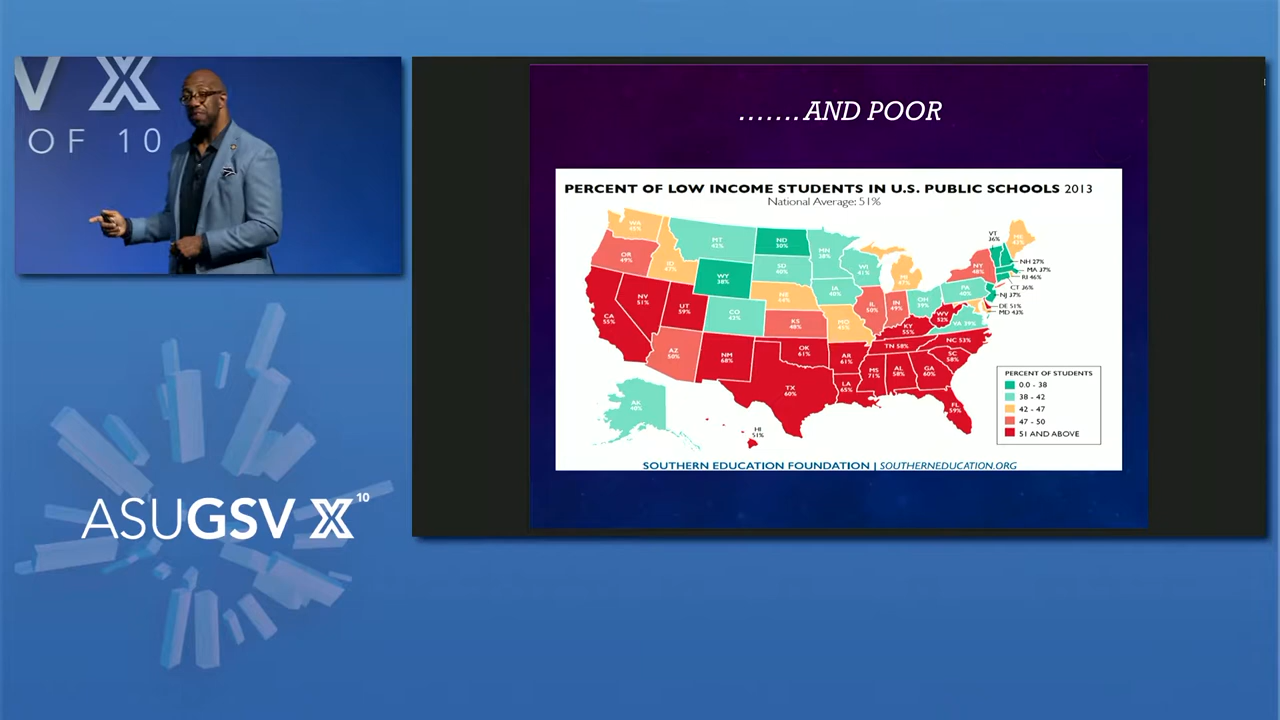 V X
OF 10
.......AND POOR
PERCENT OF LOW INCOME STUDENTS IN U.S. PUBLIC SCHOOLS 2013
National Average: 51%
WA
45%
OR
49%
ID
47%
MT
43%
ND
30%
SD
40%
MN
38%
WI
41%
MI
47%
VT
36%
ME
43%
NH 27%
MA 37%
RI 46%
CT 36%
NJ 37%
DE 51%
MD 43%
NY
48%
PA
40%
WY
38%
NE
44%
IA
40%
NV
51%
CA
55%
UT
59%
CO
43%
KS
48%
MO
45%
IL
50%
IN
49%
OH
39%
WV
52%
VA 39%
KY
55%
AZ
50%
NM
68%
OK
61%
AR
61%
TN 58%
NC 53%
SC
58%
TX
60%
LA
65%
MS
71%
AL
58%
GA
60%
FL
59%
AK
40%
HI
51%
PERCENT OF STUDENTS
0.0 - 38
38 - 42
42 - 47
47 - 50
51 AND ABOVE
SOUTHERN EDUCATION FOUNDATION | SOUTHERNEDUCATION.ORG
ASUGSV X 10